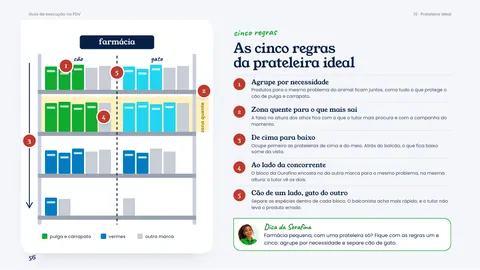 Guia de execução no PDV
farmácia
cão
gato
1
5
2
zona quente
4
3
pulga e carrapato
vermes
outra marca
56
Prateleira ideal
cinco regras
As cinco regras
da prateleira ideal
1
Agrupe por necessidade
Produtos para o mesmo problema do animal ficam juntos, como tudo o que protege o
cão de pulga e carrapato.
2
Zona quente para o que mais sai
A faixa na altura dos olhos fica com o que o tutor mais procura e com a campanha do
momento.
3
De cima para baixo
Ocupe primeiro as prateleiras de cima e do meio. Atrás do balcão, o que fica baixo
some da vista.
4
Ao lado da concorrente
O bloco da Ourofino encosta no da outra marca para o mesmo problema, na mesma
altura: o tutor vê os dois.
5
Cão de um lado, gato do outro
Separe as espécies dentro de cada bloco. O balconista acha mais rápido, e o tutor não
leva o produto errado.
Dica da Serafina
Farmácia pequena, com uma prateleira só? Fique com as regras um e
cinco: agrupe por necessidade e separe cão de gato.